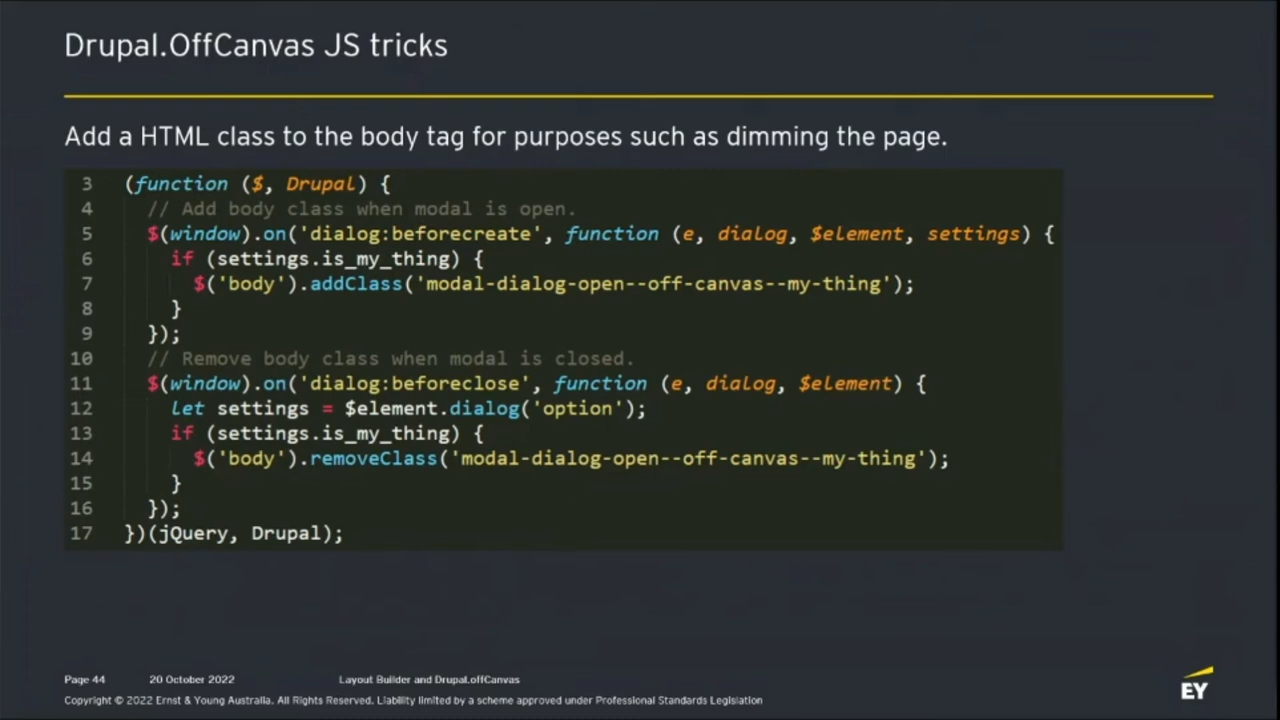 Drupal.OffCanvas JS tricks
Add a HTML class to the body tag for purposes such as dimming the page.
3 (function ($, Drupal) {
4 // Add body class when modal is open.
5 $(window).on('dialog:beforecreate', function (e, dialog, $element, settings) {
6 if (settings.is_my_thing) {
7 $('body').addClass('modal-dialog-open--off-canvas--my-thing');
8 }
9 });
10 // Remove body class when modal is closed.
11 $(window).on('dialog:beforeclose', function (e, dialog, $element) {
12 let settings = $element.dialog('option');
13 if (settings.is_my_thing) {
14 $('body').removeClass('modal-dialog-open--off-canvas--my-thing');
15 }
16 });
17 })(jQuery, Drupal);
Page 44 20 October 2022 Layout Builder and Drupal.offCanvas
Copyright © 2022 Ernst & Young Australia. All Rights Reserved. Liability limited by a scheme approved under Professional Standards Legislation
EY